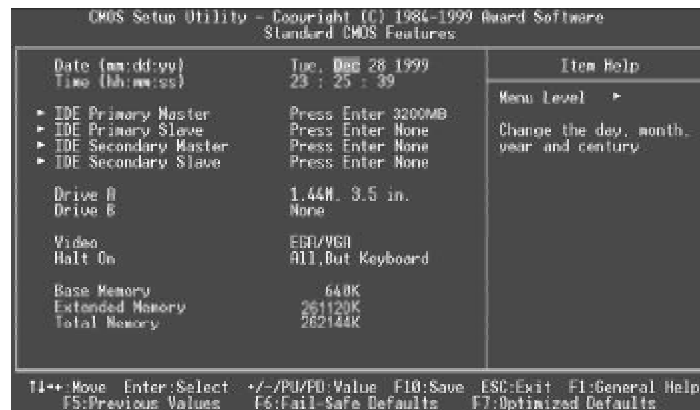 CMOS Setup Utility - Copyright (C) 1984-1999 Award Software
Standard CMOS Features
Date (mm:dd:yy) Tue, Dec 28 1999
Time (hh:mm:ss) 23 : 25 : 39
► IDE Primary Master Press Enter 3200MB
► IDE Primary Slave Press Enter None
► IDE Secondary Master Press Enter None
► IDE Secondary Slave Press Enter None
Drive A 1.44M, 3.5 in.
Drive B None
Video EGA/VGA
Halt On All,But Keyboard
Base Memory 640K
Extended Memory 261120K
Total Memory 262144K
Item Help
Menu Level ►
Change the day, month,
year and century
↑↓→←:Move Enter:Select +/-/PU/PD:Value F10:Save ESC:Exit F1:General Help
F5:Previous Values F6:Fail-Safe Defaults F7:Optimized Defaults